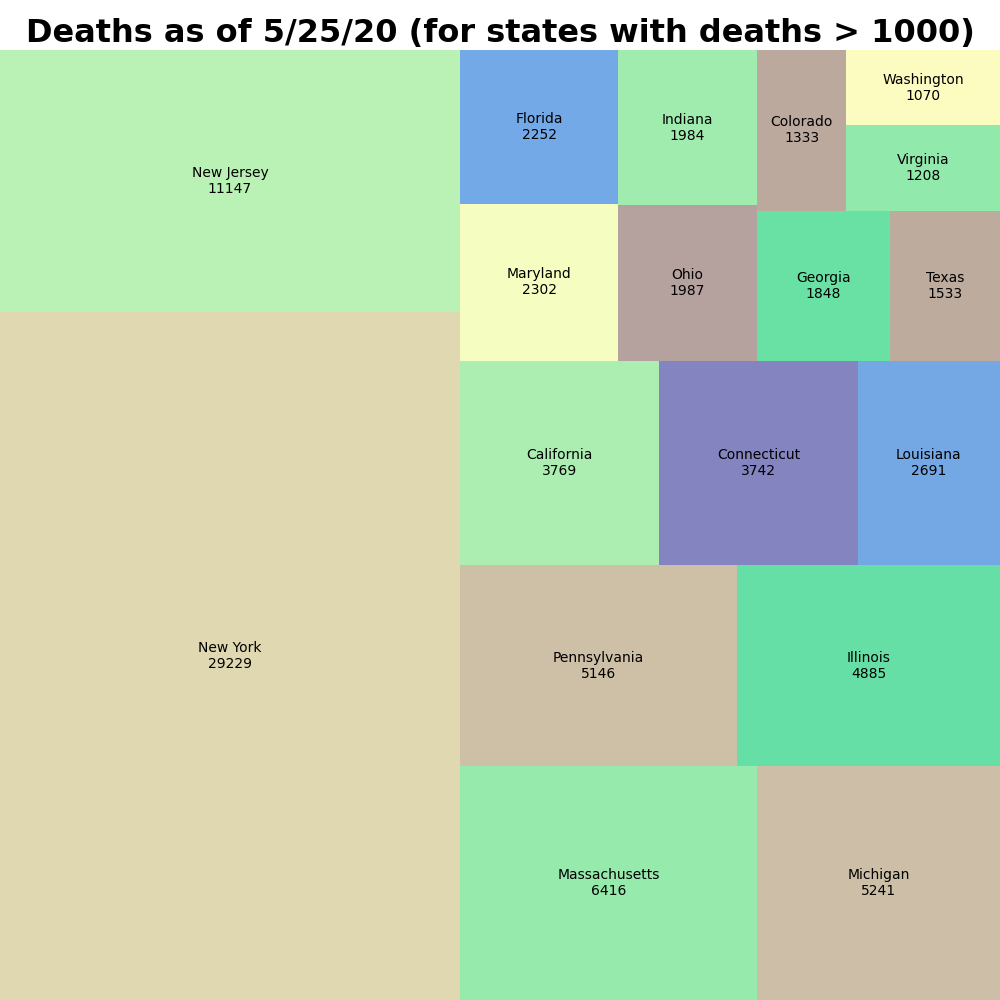 Deaths as of 5/25/20 (for states with deaths > 1000)
New Jersey
11147
New York
29229
Florida
2252
Indiana
1984
Colorado
1333
Washington
1070
Virginia
1208
Maryland
2302
Ohio
1987
Georgia
1848
Texas
1533
California
3769
Connecticut
3742
Louisiana
2691
Pennsylvania
5146
Illinois
4885
Massachusetts
6416
Michigan
5241